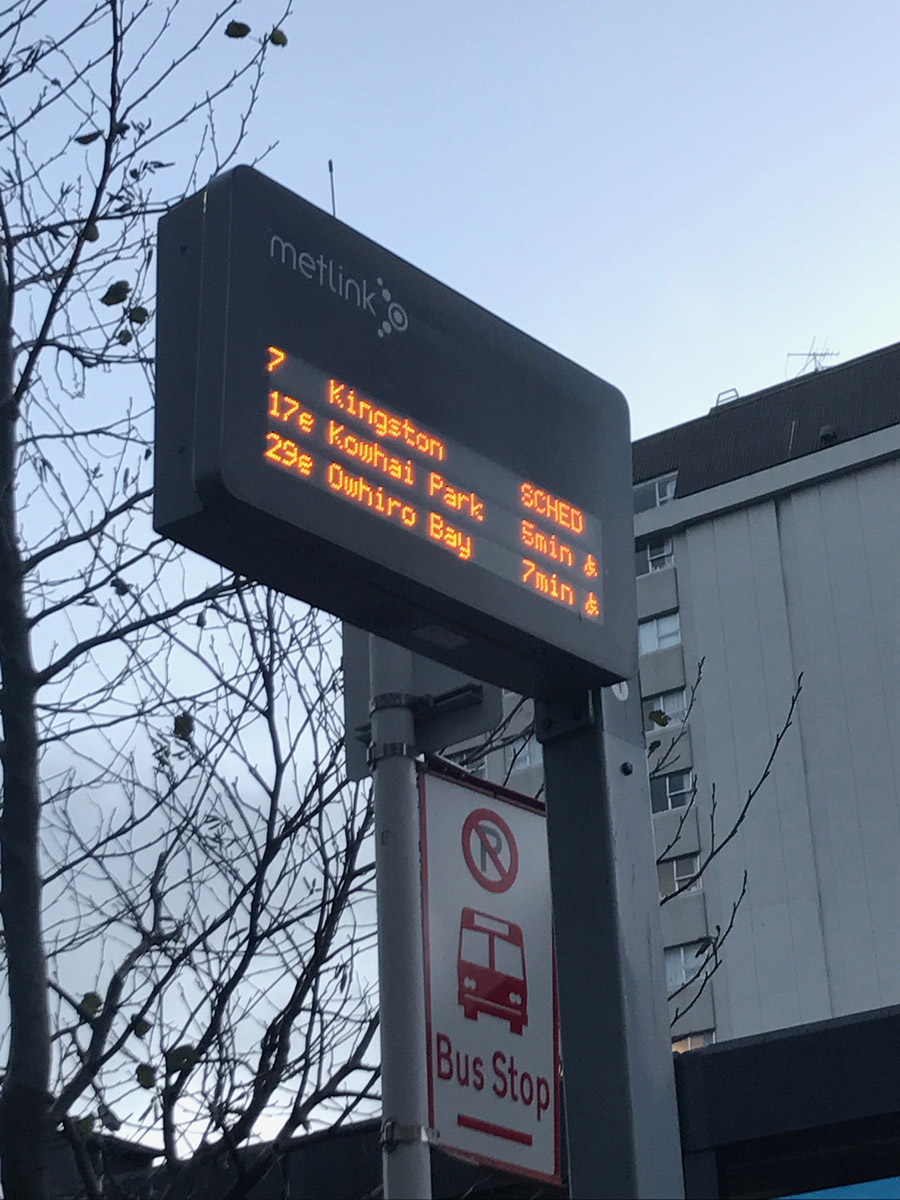 metlink
7 Kingston SCHED
17e Kowhai Park 5min
29e Owhiro Bay 7min
P
Bus Stop